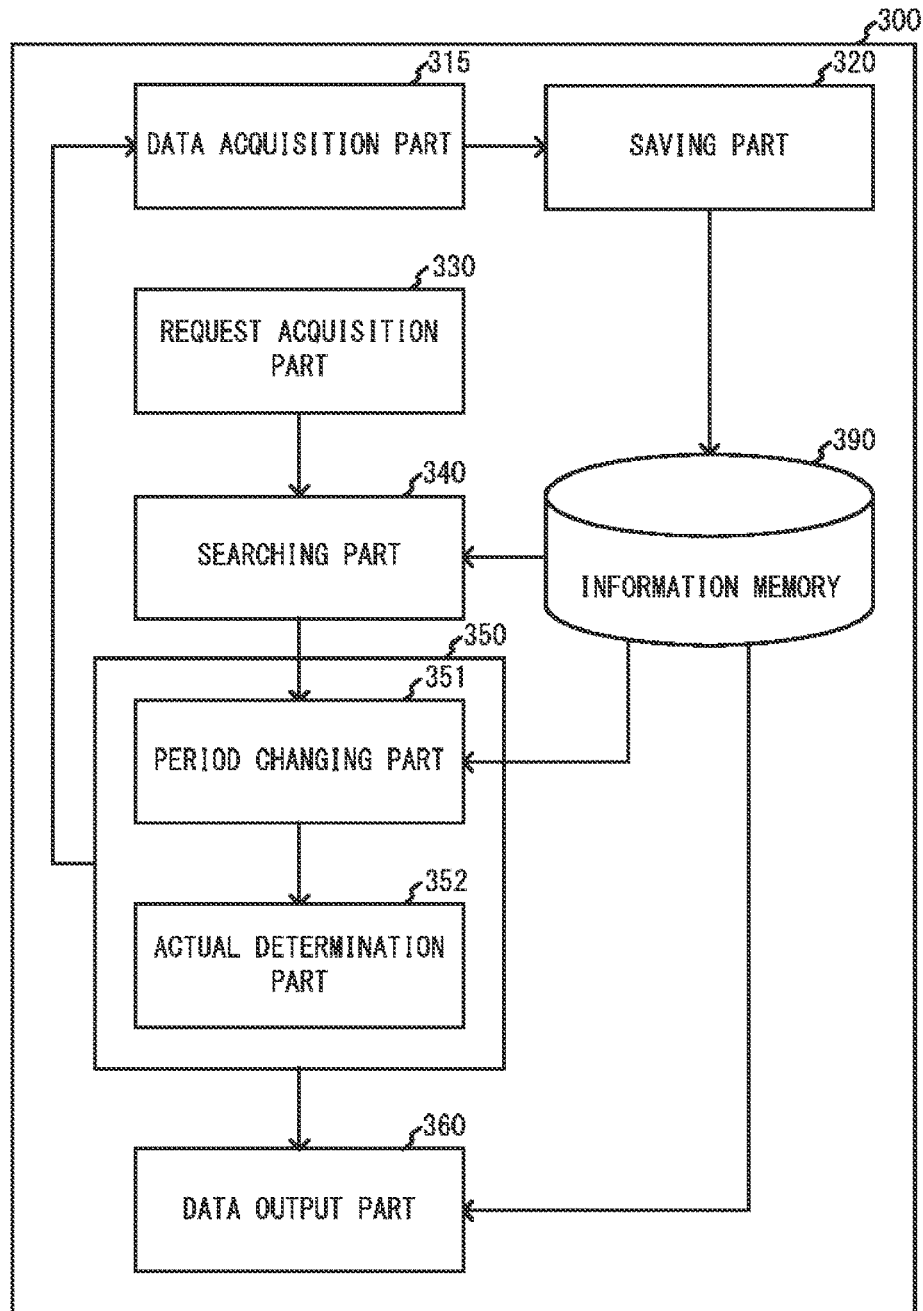 300
315
320
DATA ACQUISITION PART
SAVING PART
330
REQUEST ACQUISITION
PART
390
340
SEARCHING PART
INFORMATION MEMORY
350
351
PERIOD CHANGING PART
352
ACTUAL DETERMINATION
PART
360
DATA OUTPUT PART